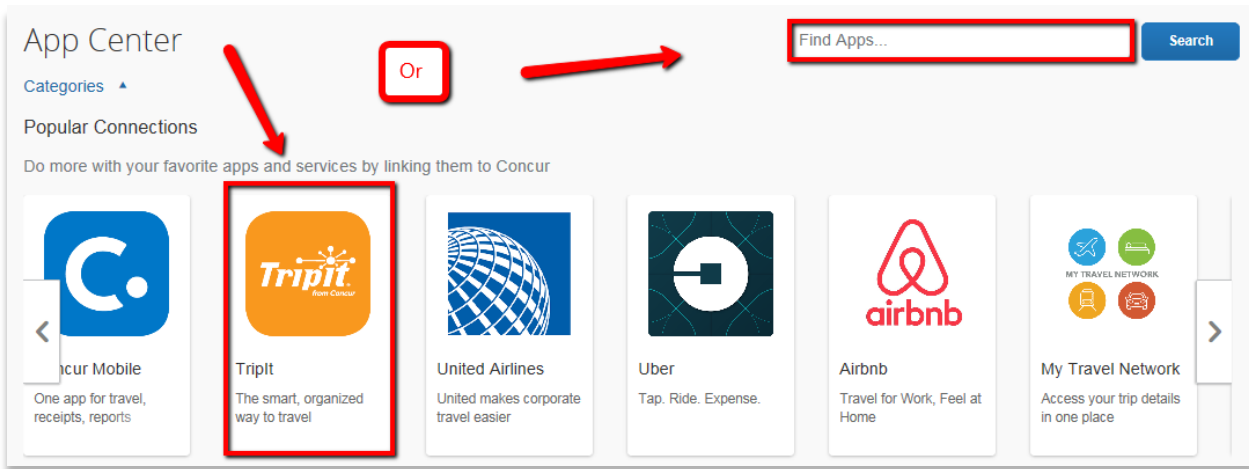 App Center
Or
Find Apps...
Search
Categories
Popular Connections
Do more with your favorite apps and services by linking them to Concur
C.
TripIt
from Concur
airbnb
MY TRAVEL NETWORK
ncur Mobile
One app for travel,
receipts, reports
TripIt
The smart, organized
way to travel
United Airlines
United makes corporate
travel easier
Uber
Tap. Ride. Expense.
Airbnb
Travel for Work, Feel at
Home
My Travel Network
Access your trip details
in one place